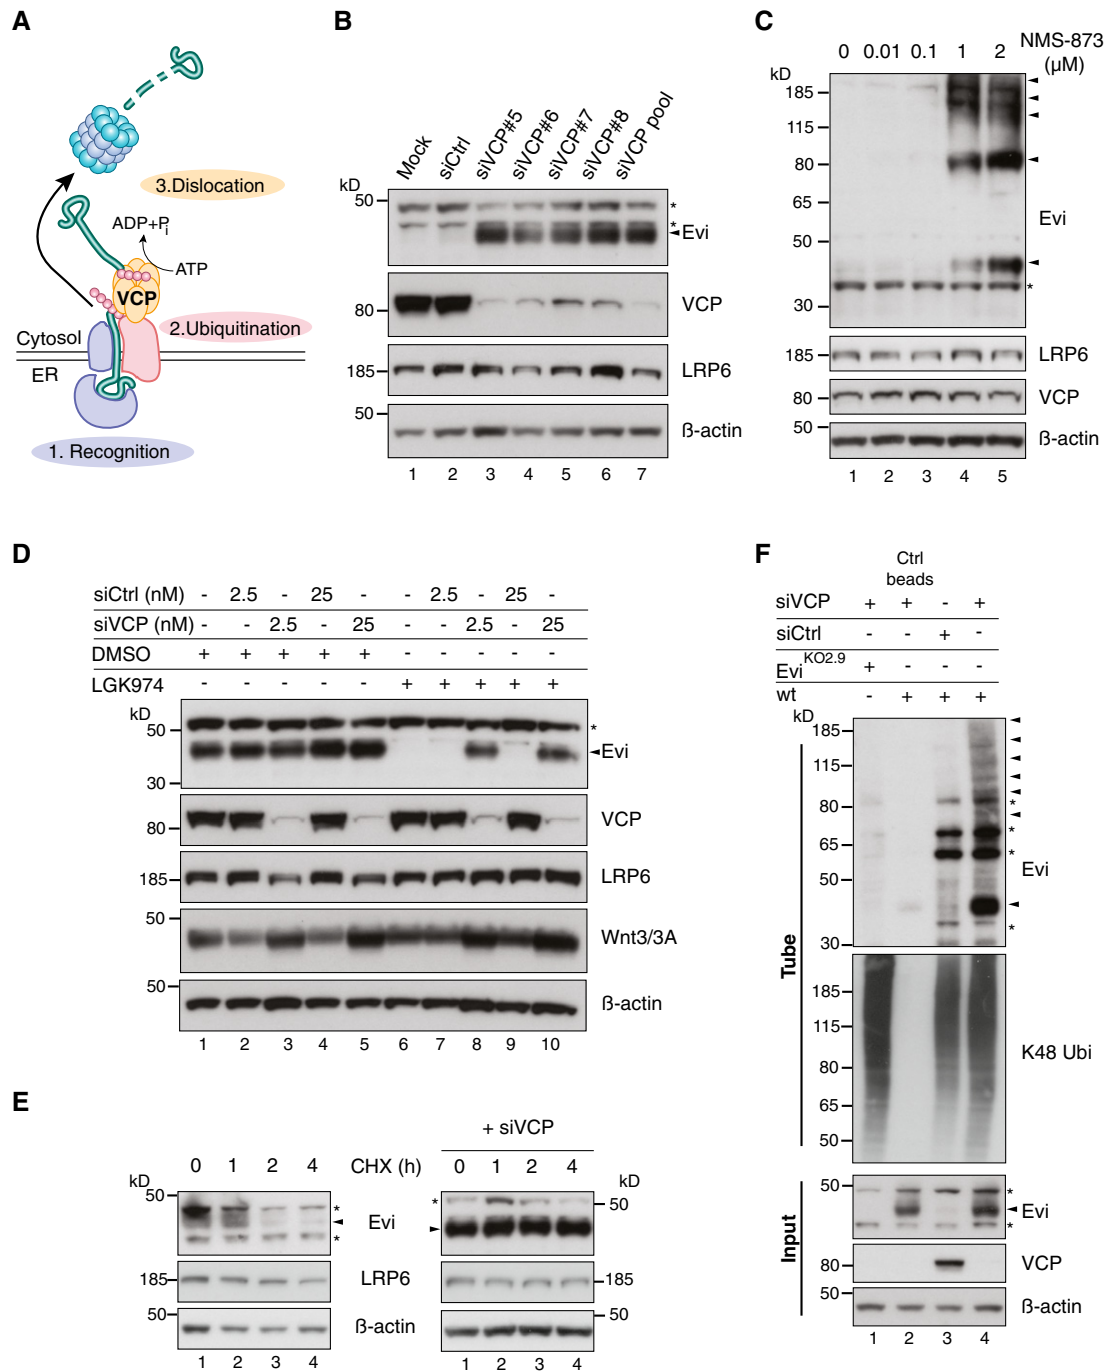 A
3.Dislocation
ADP+Pi
ATP
VCP
2.Ubiquitination
Cytosol
ER
1. Recognition
B
Mock
siCtrl
siVCP#5
siVCP#6
siVCP#7
siVCP#8
siVCP pool
kD
50
*
*
Evi
80
VCP
185
LRP6
50
ß-actin
1 2 3 4 5 6 7
C
0 0.01 0.1 1 2 NMS-873
(µM)
kD
185
115
80
65
50
30
Evi
*
185
LRP6
80
VCP
50
ß-actin
1 2 3 4 5
D
siCtrl (nM) - 2.5 - 25 - - 2.5 - 25 -
siVCP (nM) - - 2.5 - 25 - - 2.5 - 25
DMSO + + + + + - - - - -
LGK974 - - - - - + + + + +
kD
50
*
Evi
30
80
VCP
185
LRP6
50
Wnt3/3A
50
ß-actin
1 2 3 4 5 6 7 8 9 10
E
+ siVCP
0 1 2 4 CHX (h) 0 1 2 4
kD
50
*
*
Evi
*
kD
50
185
LRP6
185
50
ß-actin
50
1 2 3 4
1 2 3 4
F
Ctrl
beads
siVCP + + - +
siCtrl - - + -
Evi KO2.9 + - - -
wt - + + +
kD
185
115
80
65
50
30
*
*
*
*
Evi
Tube
185
115
80
65
50
K48 Ubi
Input
50
*
Evi
*
80
VCP
50
ß-actin
1 2 3 4